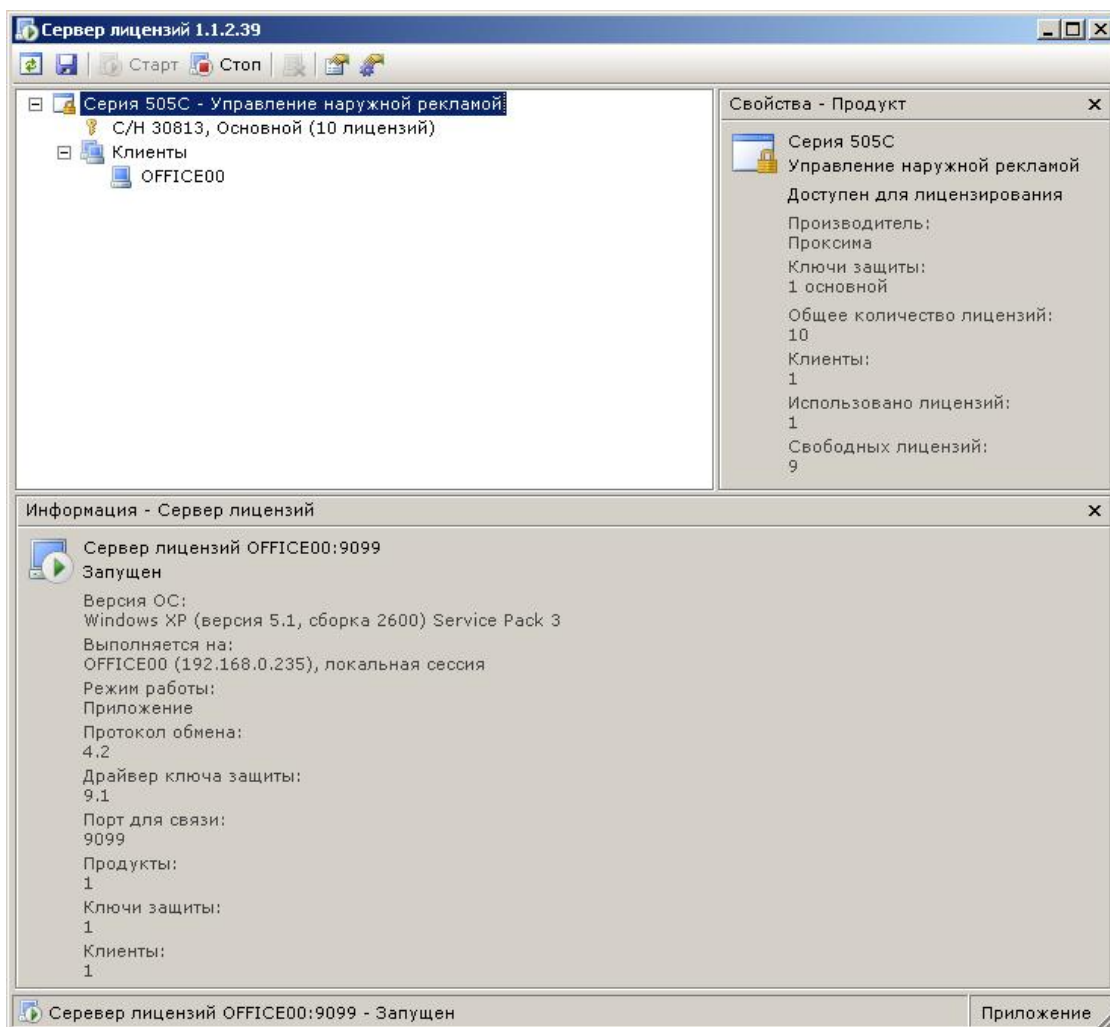 Сервер лицензий 1.1.2.39
Старт Стоп
Серия 505С - Управление наружной рекламой
С/Н 30813, Основной (10 лицензий)
Клиенты
OFFICE00
Свойства - Продукт
Серия 505С
Управление наружной рекламой
Доступен для лицензирования
Производитель:
Проксима
Ключи защиты:
1 основной
Общее количество лицензий:
10
Клиенты:
1
Использовано лицензий:
1
Свободных лицензий:
9
Информация - Сервер лицензий
Сервер лицензий OFFICE00:9099
Запущен
Версия ОС:
Windows XP (версия 5.1, сборка 2600) Service Pack 3
Выполняется на:
OFFICE00 (192.168.0.235), локальная сессия
Режим работы:
Приложение
Протокол обмена:
4.2
Драйвер ключа защиты:
9.1
Порт для связи:
9099
Продукты:
1
Ключи защиты:
1
Клиенты:
1
Серевер лицензий OFFICE00:9099 - Запущен
Приложение